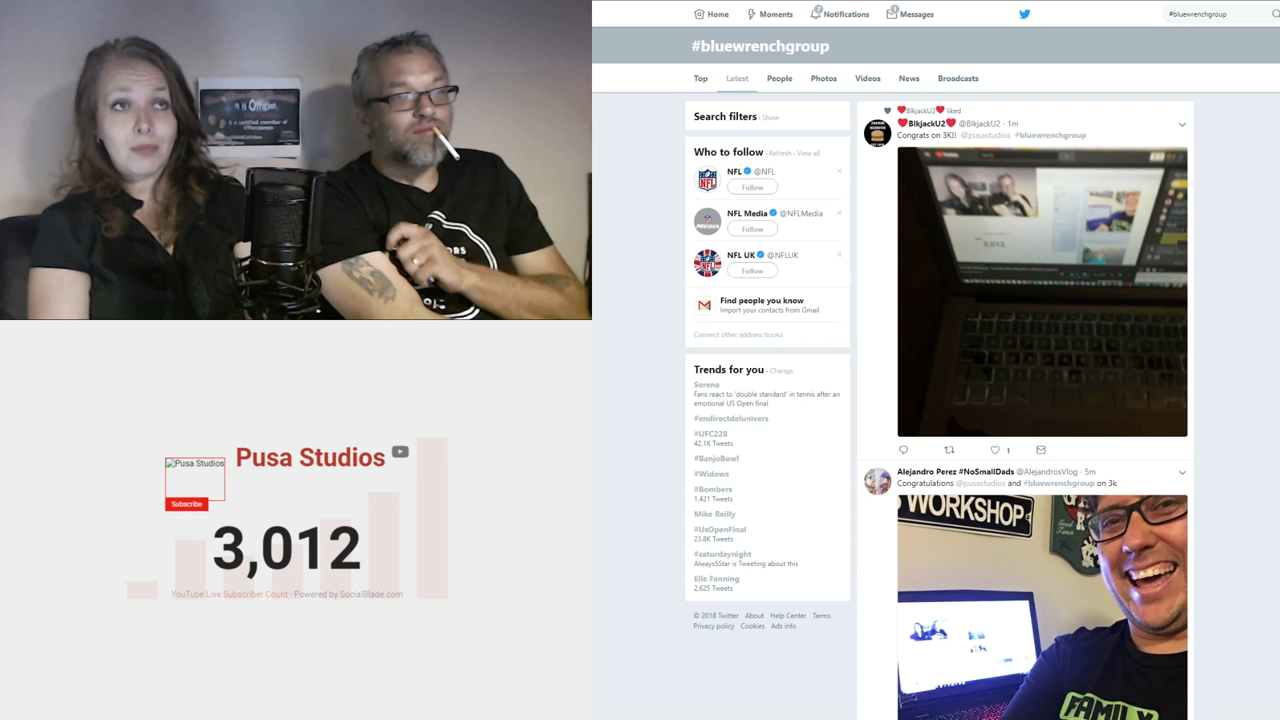 Home
Moments
7
Notifications
1
Messages
#bluewrenchgroup
#bluewrenchgroup
Top
Latest
People
Photos
Videos
News
Broadcasts
Search filters · Show
Who to follow · Refresh · View all
NFL @NFL
Follow
NFL Media @NFLMedia
Follow
NFL UK @NFLUK
Follow
Find people you know
Import your contacts from Gmail
Connect other address books
Trends for you · Change
Serena
Fans react to 'double standard' in tennis after an
emotional US Open final
#endirectdelunivers
#UFC228
42.1K Tweets
#BanjoBowl
#Widows
#Bombers
1,421 Tweets
Mike Reilly
#UsOpenFinal
23.8K Tweets
#saturdaynight
Always5Star is Tweeting about this
Elle Fanning
2,625 Tweets
© 2018 Twitter About Help Center Terms
Privacy policy Cookies Ads info
❤️BlkjackU2❤️ liked
❤️BlkjackU2❤️ @BlkjackU2 · 1m
Congrats on 3K!! @pusastudios #bluewrenchgroup
3,013
1
Alejandro Perez #NoSmallDads @AlejandrosVlog · 5m
Congratulations @pusastudios and #bluewrenchgroup on 3k
WORKSHOP
Good
Times
FAMILY
Pusa Studios
Pusa Studios
Subscribe
3,012
YouTube Live Subscriber Count - Powered by SocialBlade.com